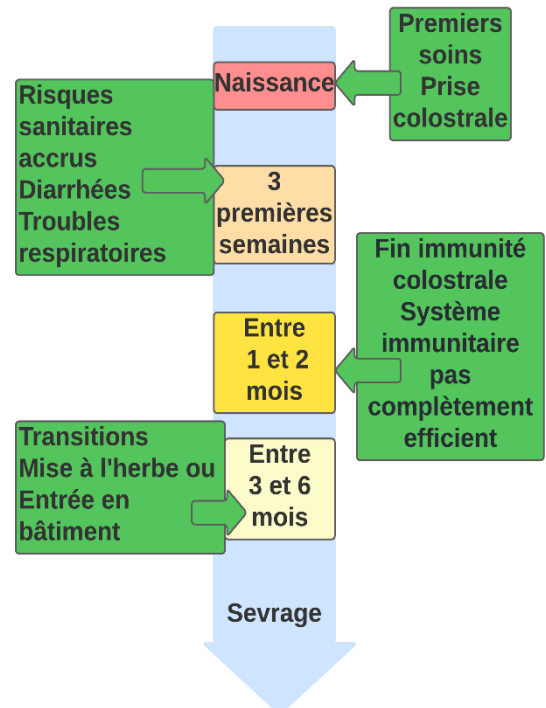 Premiers
soins
Prise
colostrale
Naissance
Risques
sanitaires
accrus
Diarrhées
Troubles
respiratoires
3
premières
semaines
Fin immunité
colostrale
Système
immunitaire
pas
complètement
efficient
Entre
1 et 2
mois
Transitions
Mise à l'herbe ou
Entrée en
bâtiment
Entre
3 et 6
mois
Sevrage